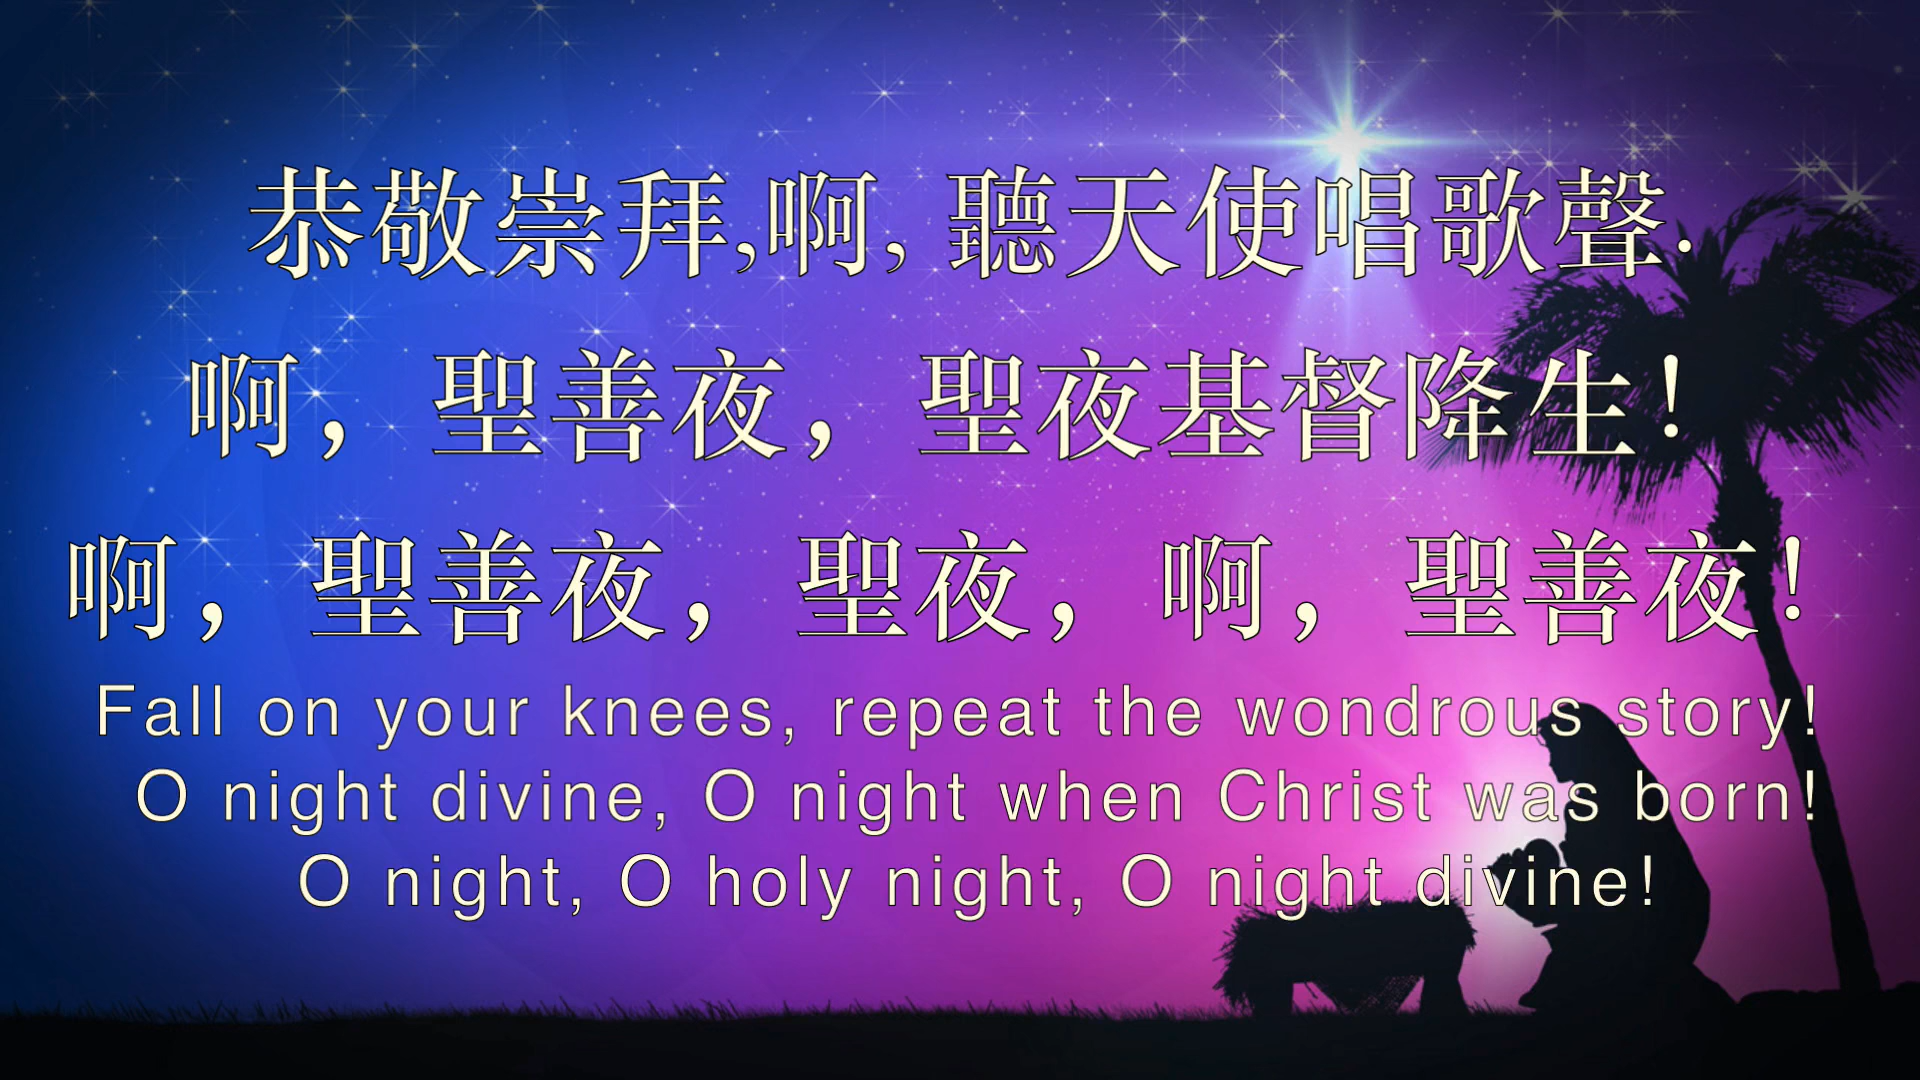 恭敬崇拜,啊, 聽天使唱歌聲.
啊，聖善夜，聖夜基督降生！
啊，聖善夜，聖夜，啊，聖善夜！
Fall on your knees, repeat the wondrous story!
O night divine, O night when Christ was born!
O night, O holy night, O night divine!